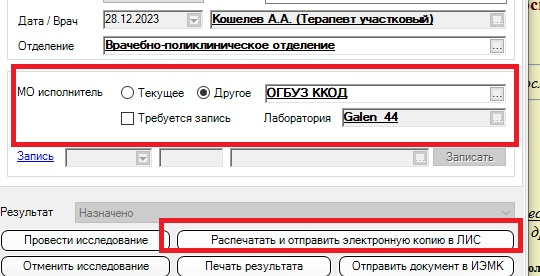 Дата / Врач 28.12.2023 Кошелев А.А. (Терапевт участковый)
Отделение Врачебно-поликлиническое отделение ...
МО исполнитель Текущее Другое ОГБУЗ ККОД ...
Требуется запись Лаборатория Galen_44 ...
Запись ... Записать
Результат Назначено
Провести исследование Распечатать и отправить электронную копию в ЛИС
Отменить исследование Печать результата Отправить документ в ИЭМК